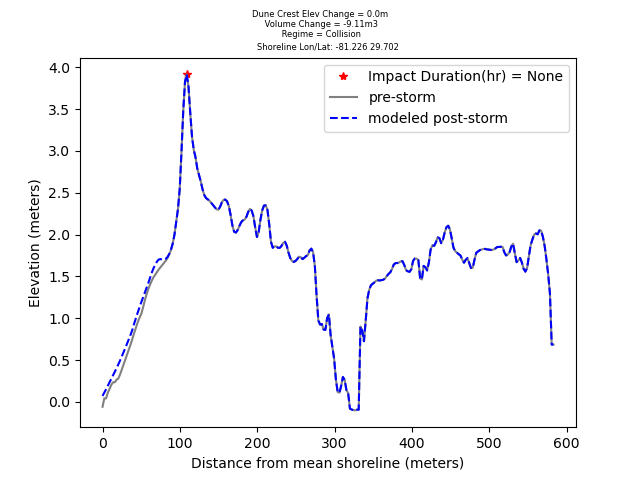 Dune Crest Elev Change = 0.0m
Volume Change = -9.11m3
Regime = Collision
Shoreline Lon/Lat: -81.226 29.702
Impact Duration(hr) = None
pre-storm
modeled post-storm
4.0
3.5
3.0
2.5
2.0
1.5
1.0
0.5
0.0
Elevation (meters)
0 100 200 300 400 500 600
Distance from mean shoreline (meters)